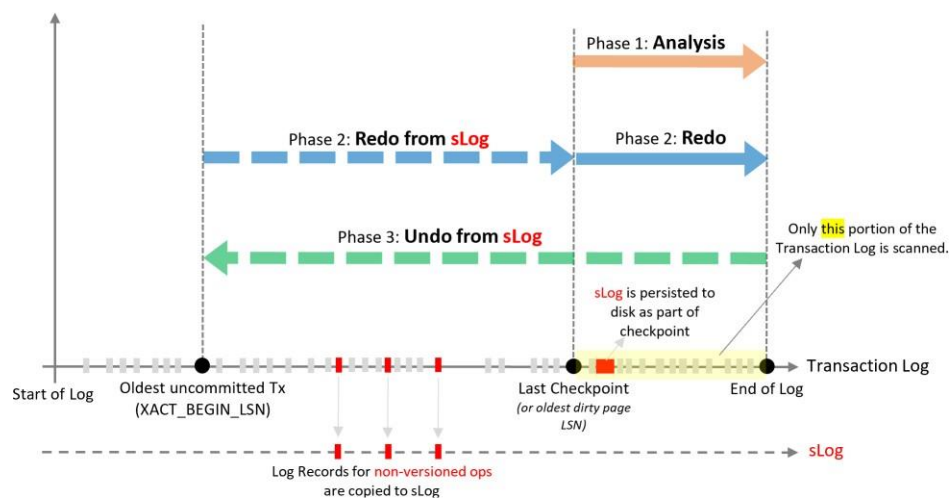 Phase 1: Analysis
Phase 2: Redo from sLog
Phase 2: Redo
Phase 3: Undo from sLog
Only this portion of the
Transaction Log is scanned.
sLog is persisted to
disk as part of
checkpoint
Transaction Log
Start of Log
Oldest uncommitted Tx
(XACT_BEGIN_LSN)
Last Checkpoint
(or oldest dirty page
LSN)
End of Log
sLog
Log Records for non-versioned ops
are copied to sLog